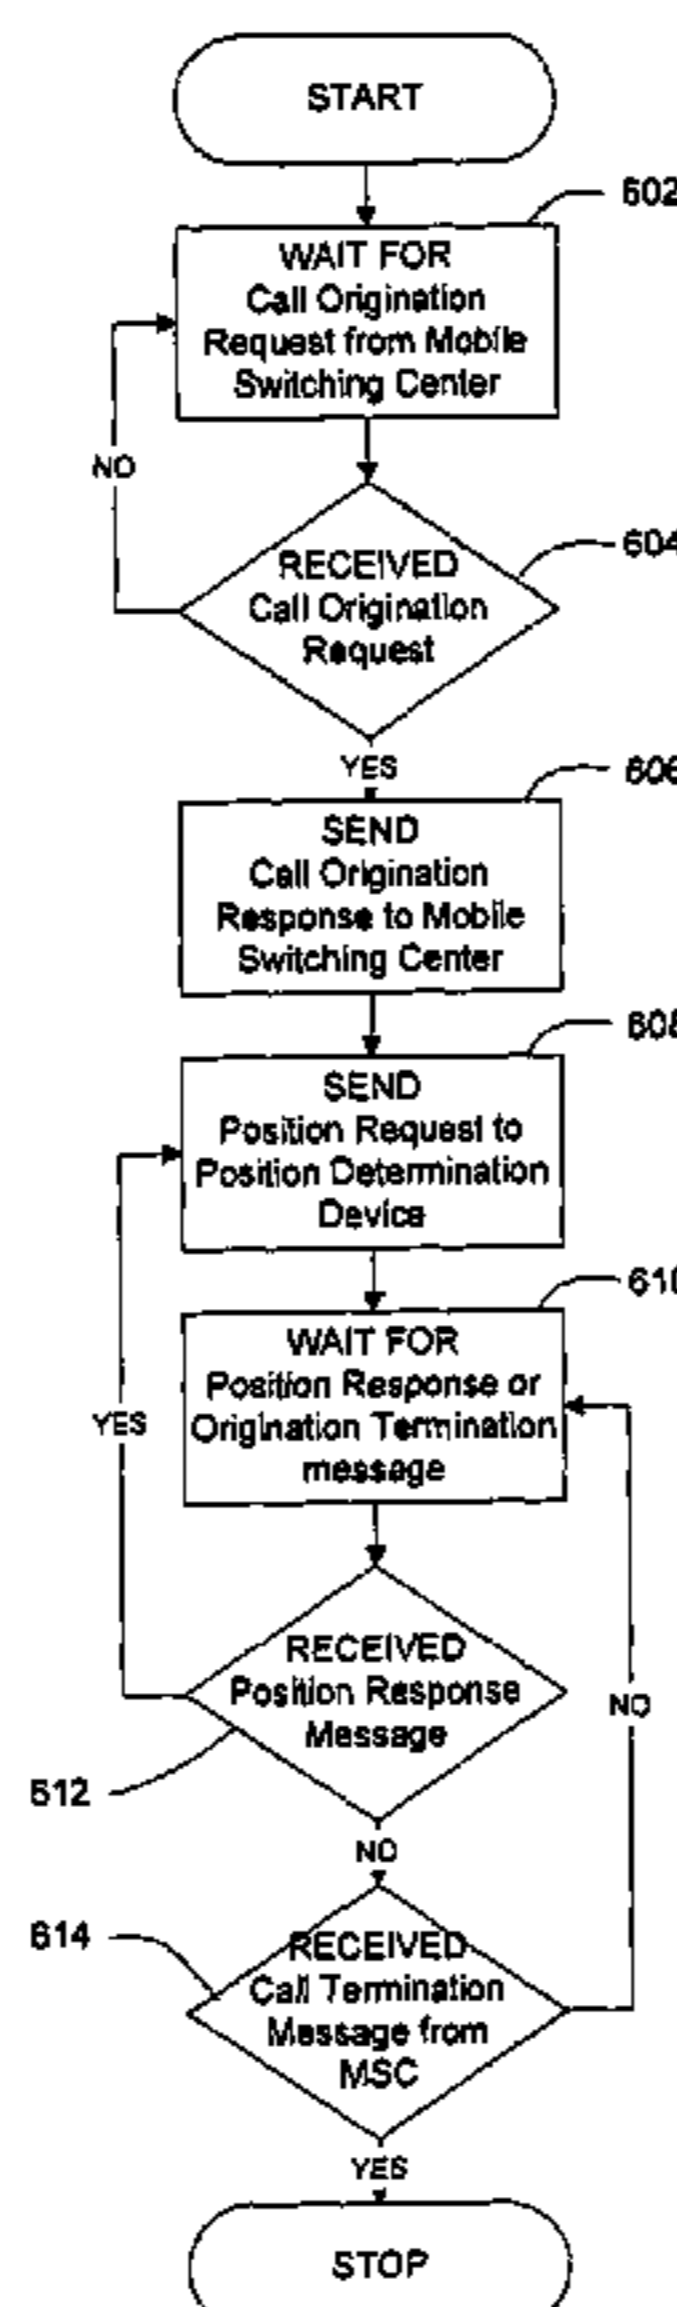 START
602
WAIT FOR
Call Origination
Request from Mobile
Switching Center
NO
604
RECEIVED
Call Origination
Request
YES
606
SEND
Call Origination
Response to Mobile
Switching Center
608
SEND
Position Request to
Position Determination
Device
610
WAIT FOR
Position Response or
Origination Termination
message
YES
RECEIVED
Position Response
Message
NO
612
NO
614
RECEIVED
Call Termination
Message from
MSC
YES
STOP